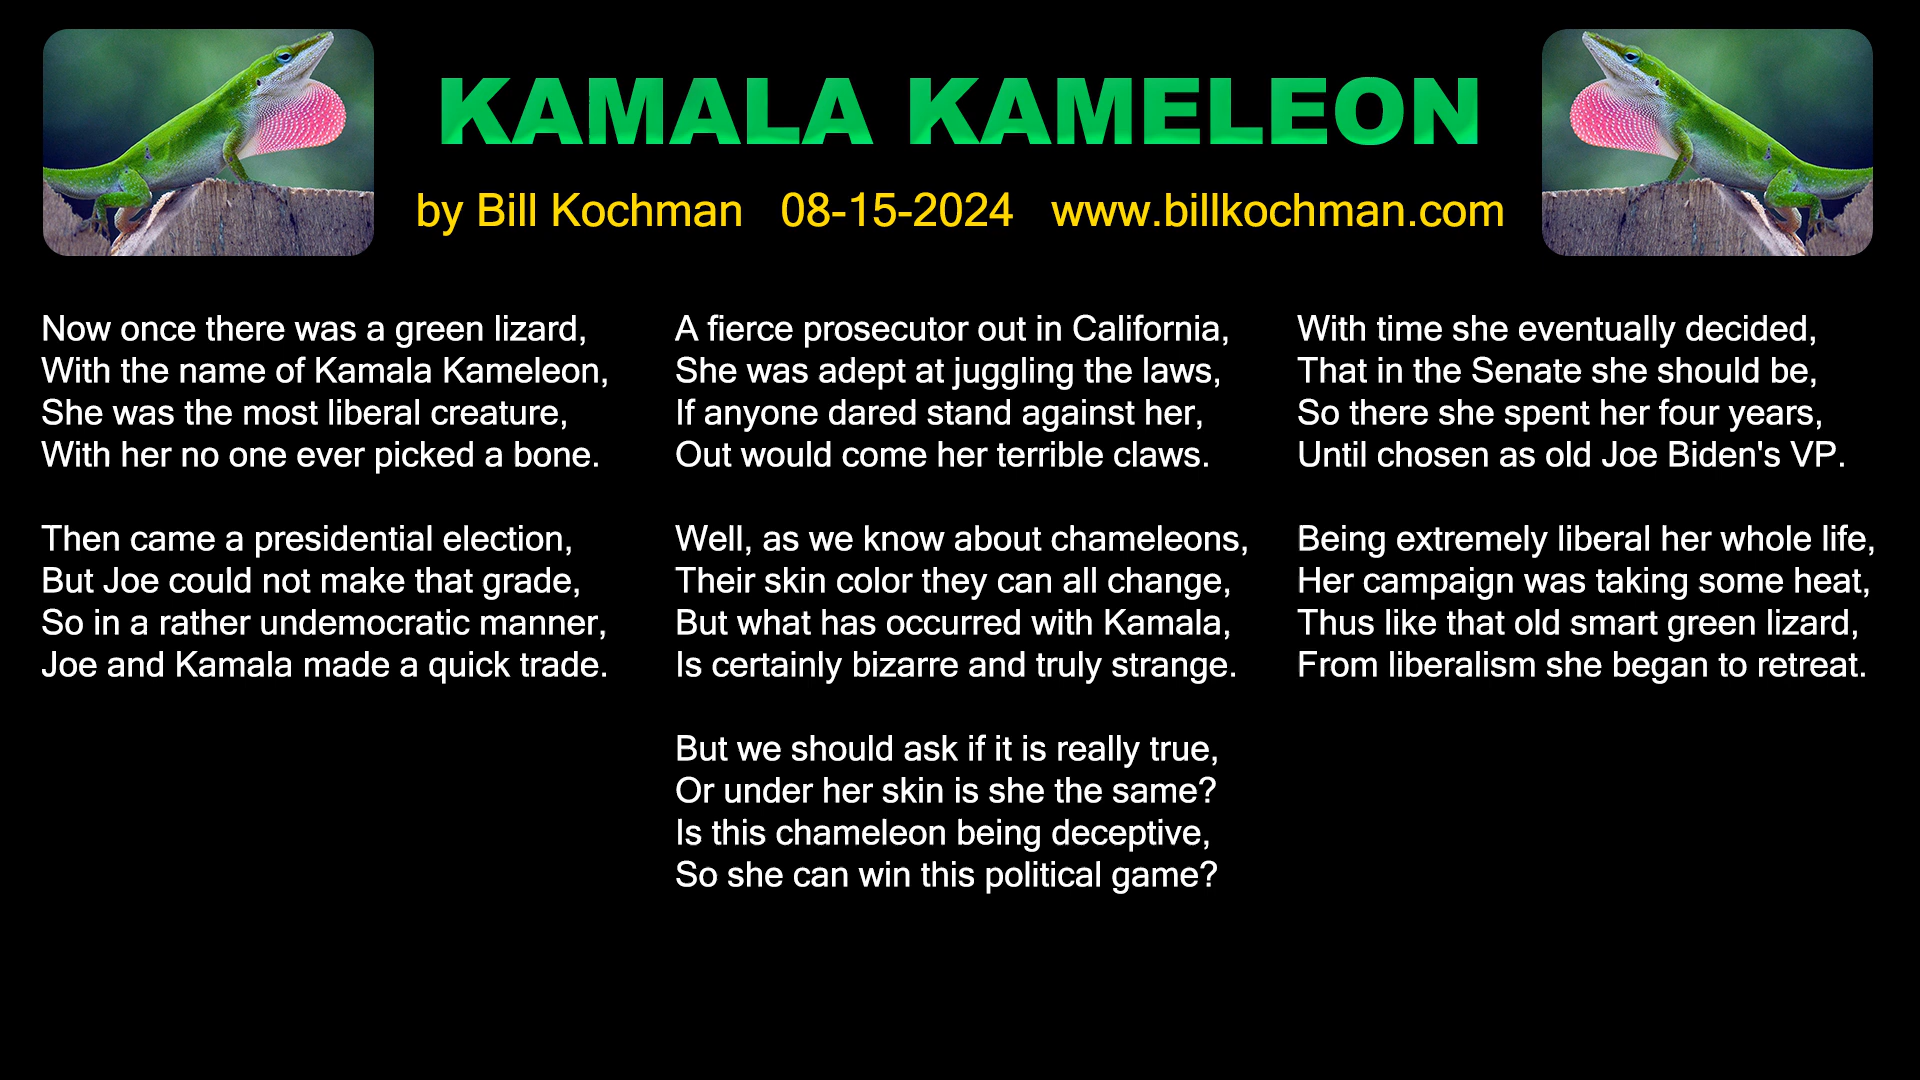 KAMALA KAMELEON
by Bill Kochman 08-15-2024 www.billkochman.com
Now once there was a green lizard,
With the name of Kamala Kameleon,
She was the most liberal creature,
With her no one ever picked a bone.
A fierce prosecutor out in California,
She was adept at juggling the laws,
If anyone dared stand against her,
Out would come her terrible claws.
With time she eventually decided,
That in the Senate she should be,
So there she spent her four years,
Until chosen as old Joe Biden's VP.
Then came a presidential election,
But Joe could not make that grade,
So in a rather undemocratic manner,
Joe and Kamala made a quick trade.
Well, as we know about chameleons,
Their skin color they can all change,
But what has occurred with Kamala,
Is certainly bizarre and truly strange.
Being extremely liberal her whole life,
Her campaign was taking some heat,
Thus like that old smart green lizard,
From liberalism she began to retreat.
But we should ask if it is really true,
Or under her skin is she the same?
Is this chameleon being deceptive,
So she can win this political game?